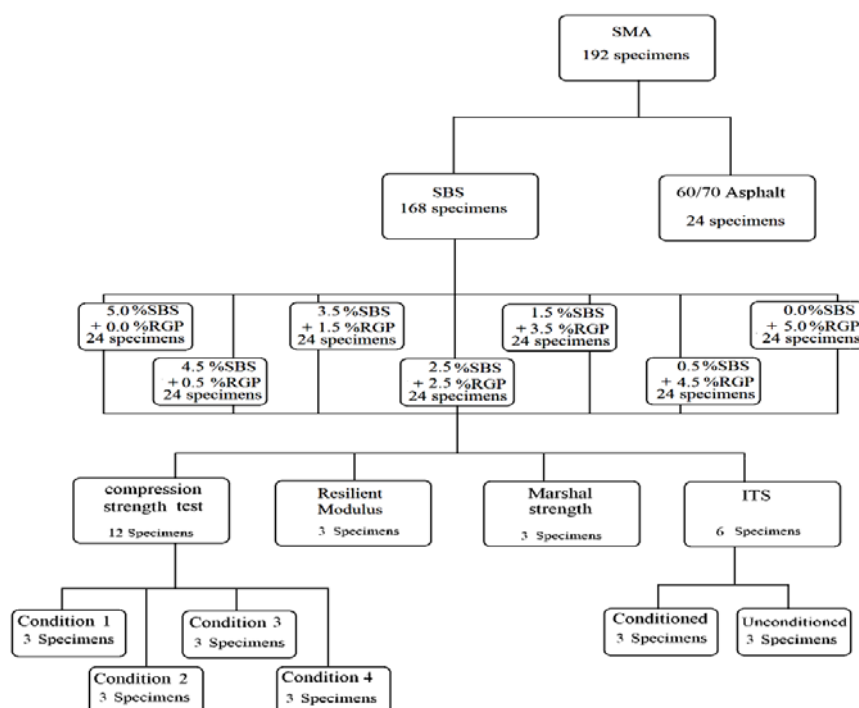 SMA
192 specimens
SBS
168 specimens
60/70 Asphalt
24 specimens
5.0 %SBS
+ 0.0 %RGP
24 specimens
4.5 %SBS
+ 0.5 %RGP
24 specimens
3.5 %SBS
+ 1.5 %RGP
24 specimens
2.5 %SBS
+ 2.5 %RGP
24 specimens
1.5 %SBS
+ 3.5 %RGP
24 specimens
0.5 %SBS
+ 4.5 %RGP
24 specimens
0.0 %SBS
+ 5.0 %RGP
24 specimens
compression
strength test
12 Specimens
Resilient
Modulus
3 Specimens
Marshal
strength
3 Specimens
ITS
6 Specimens
Condition 1
3 Specimens
Condition 2
3 Specimens
Condition 3
3 Specimens
Condition 4
3 Specimens
Conditioned
3 Specimens
Unconditioned
3 Specimens